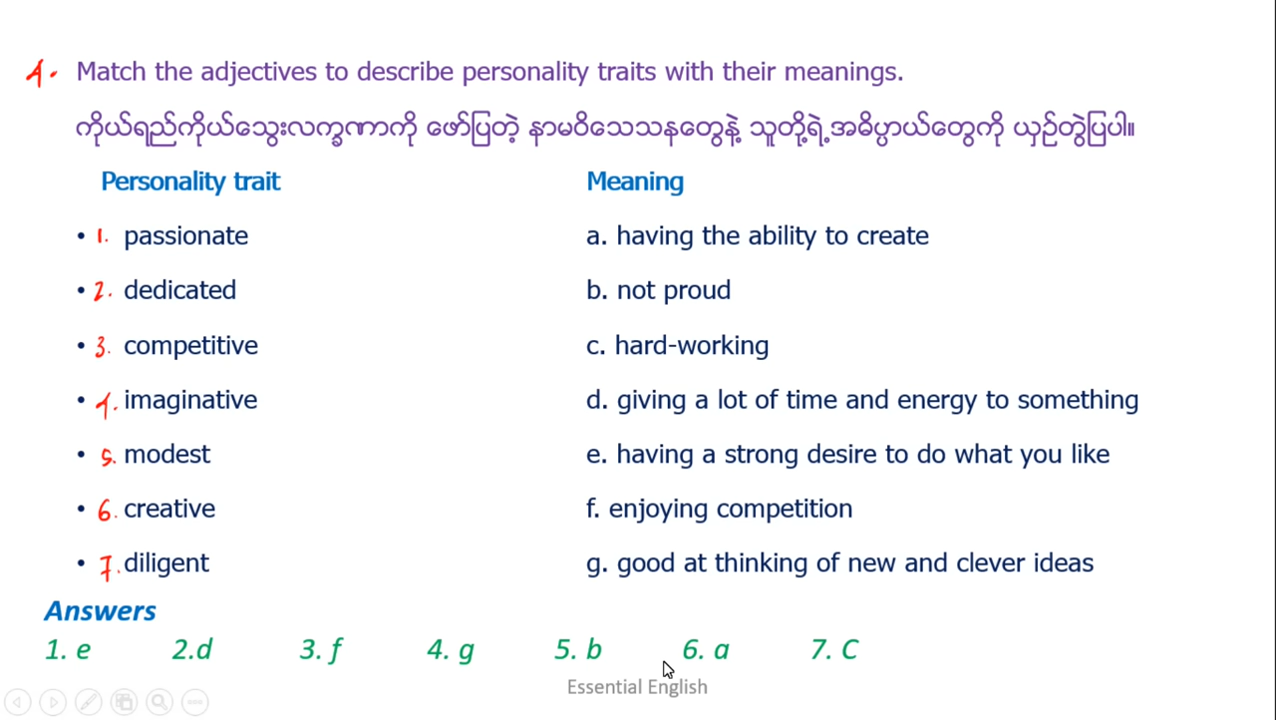 4. Match the adjectives to describe personality traits with their meanings.
ကိုယ်ရည်ကိုယ်သွေးလက္ခဏာကို ဖော်ပြတဲ့ နာမဝိသေသနတွေနဲ့ သူတို့ရဲ့အဓိပ္ပာယ်တွေကို ယှဉ်တွဲပြပါ။
Personality trait Meaning
• 1. passionate a. having the ability to create
• 2. dedicated b. not proud
• 3. competitive c. hard-working
• 4. imaginative d. giving a lot of time and energy to something
• 5. modest e. having a strong desire to do what you like
• 6. creative f. enjoying competition
• 7. diligent g. good at thinking of new and clever ideas
Answers
1. e 2.d 3. f 4. g 5. b 6. a 7. C
Essential English